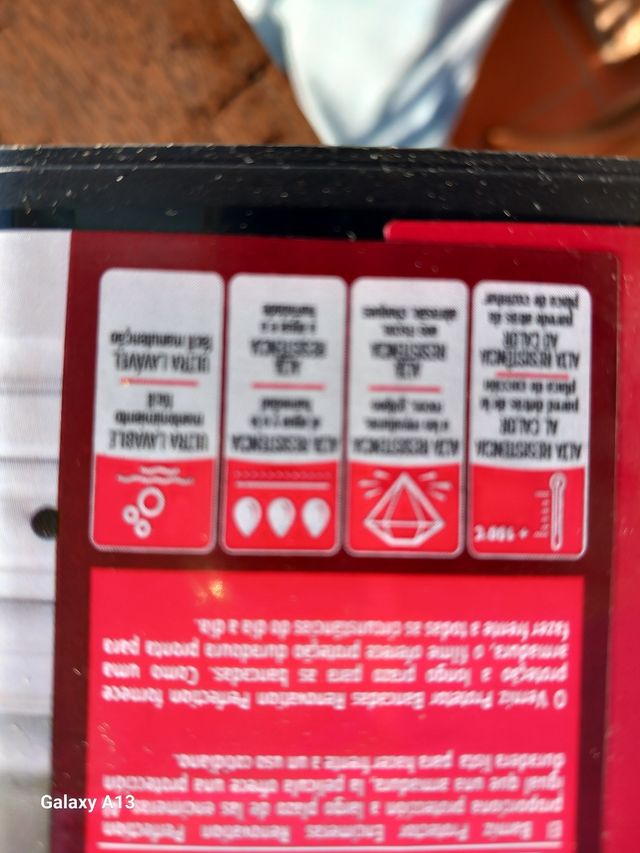 El Barniz Protector Encimeras Renovation Perfection
proporciona protección a largo plazo de las encimeras. Al
igual que una armadura, la película ofrece una protección
duradera lista para hacer frente a un uso cotidiano.
O Verniz Protetor Bancadas Renovation Perfection fornece
proteção a longo prazo para as bancadas. Como uma
armadura, o filme oferece proteção duradoura pronta para
fazer frente a todas as circunstâncias do dia a dia.
ALTA RESISTENCIA
AL CALOR
pared detrás de la
placa de cocción
ALTA RESISTÊNCIA
AO CALOR
parede atrás da
placa de cozinhar
ALTA RESISTENCIA
a las
roces, golpes
ALTA
RESISTÊNCIA
aos riscos,
abrasão, choques
ALTA RESISTENCIA
al agua y a la
humedad
ALTA
RESISTÊNCIA
à água e à
humidade
ULTRA LAVABLE
mantenimiento
fácil
ULTRA LAVÁVEL
fácil manutenção
Galaxy A13